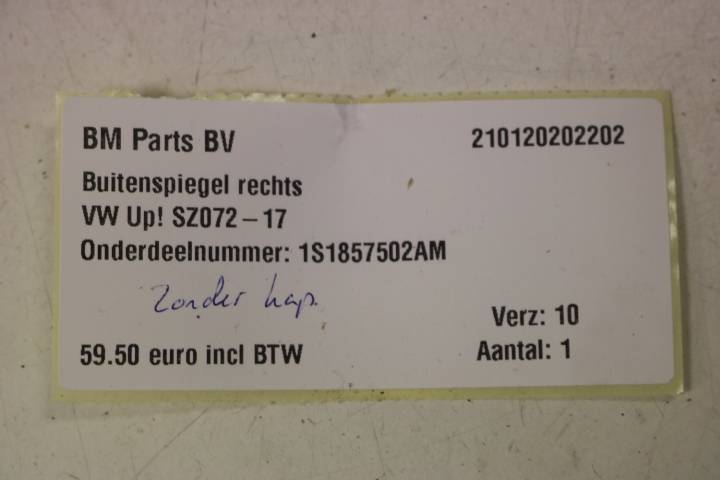 BM Parts BV 210120202202
Buitenspiegel rechts
VW Up! SZ072-17
Onderdeelnummer: 1S1857502AM
Zonder kap.
Verz: 10
59.50 euro incl BTW Aantal: 1